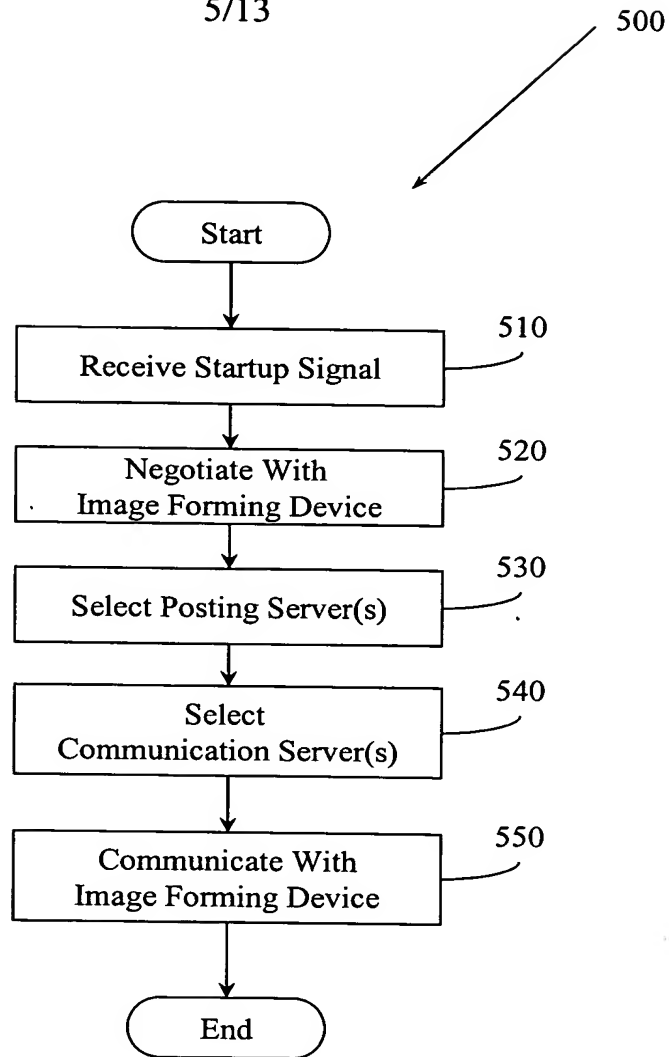 5/13
500
Start
510
Receive Startup Signal
520
Negotiate With
Image Forming Device
530
Select Posting Server(s)
540
Select
Communication Server(s)
550
Communicate With
Image Forming Device
End